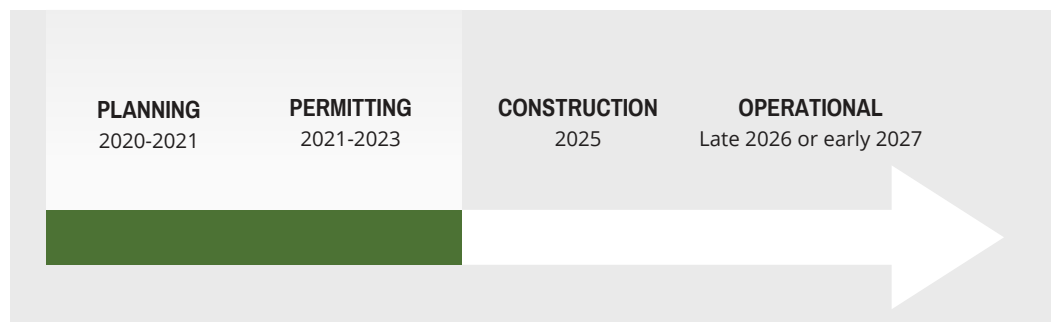 PLANNING
2020-2021
PERMITTING
2021-2023
CONSTRUCTION
2025
OPERATIONAL
Late 2026 or early 2027